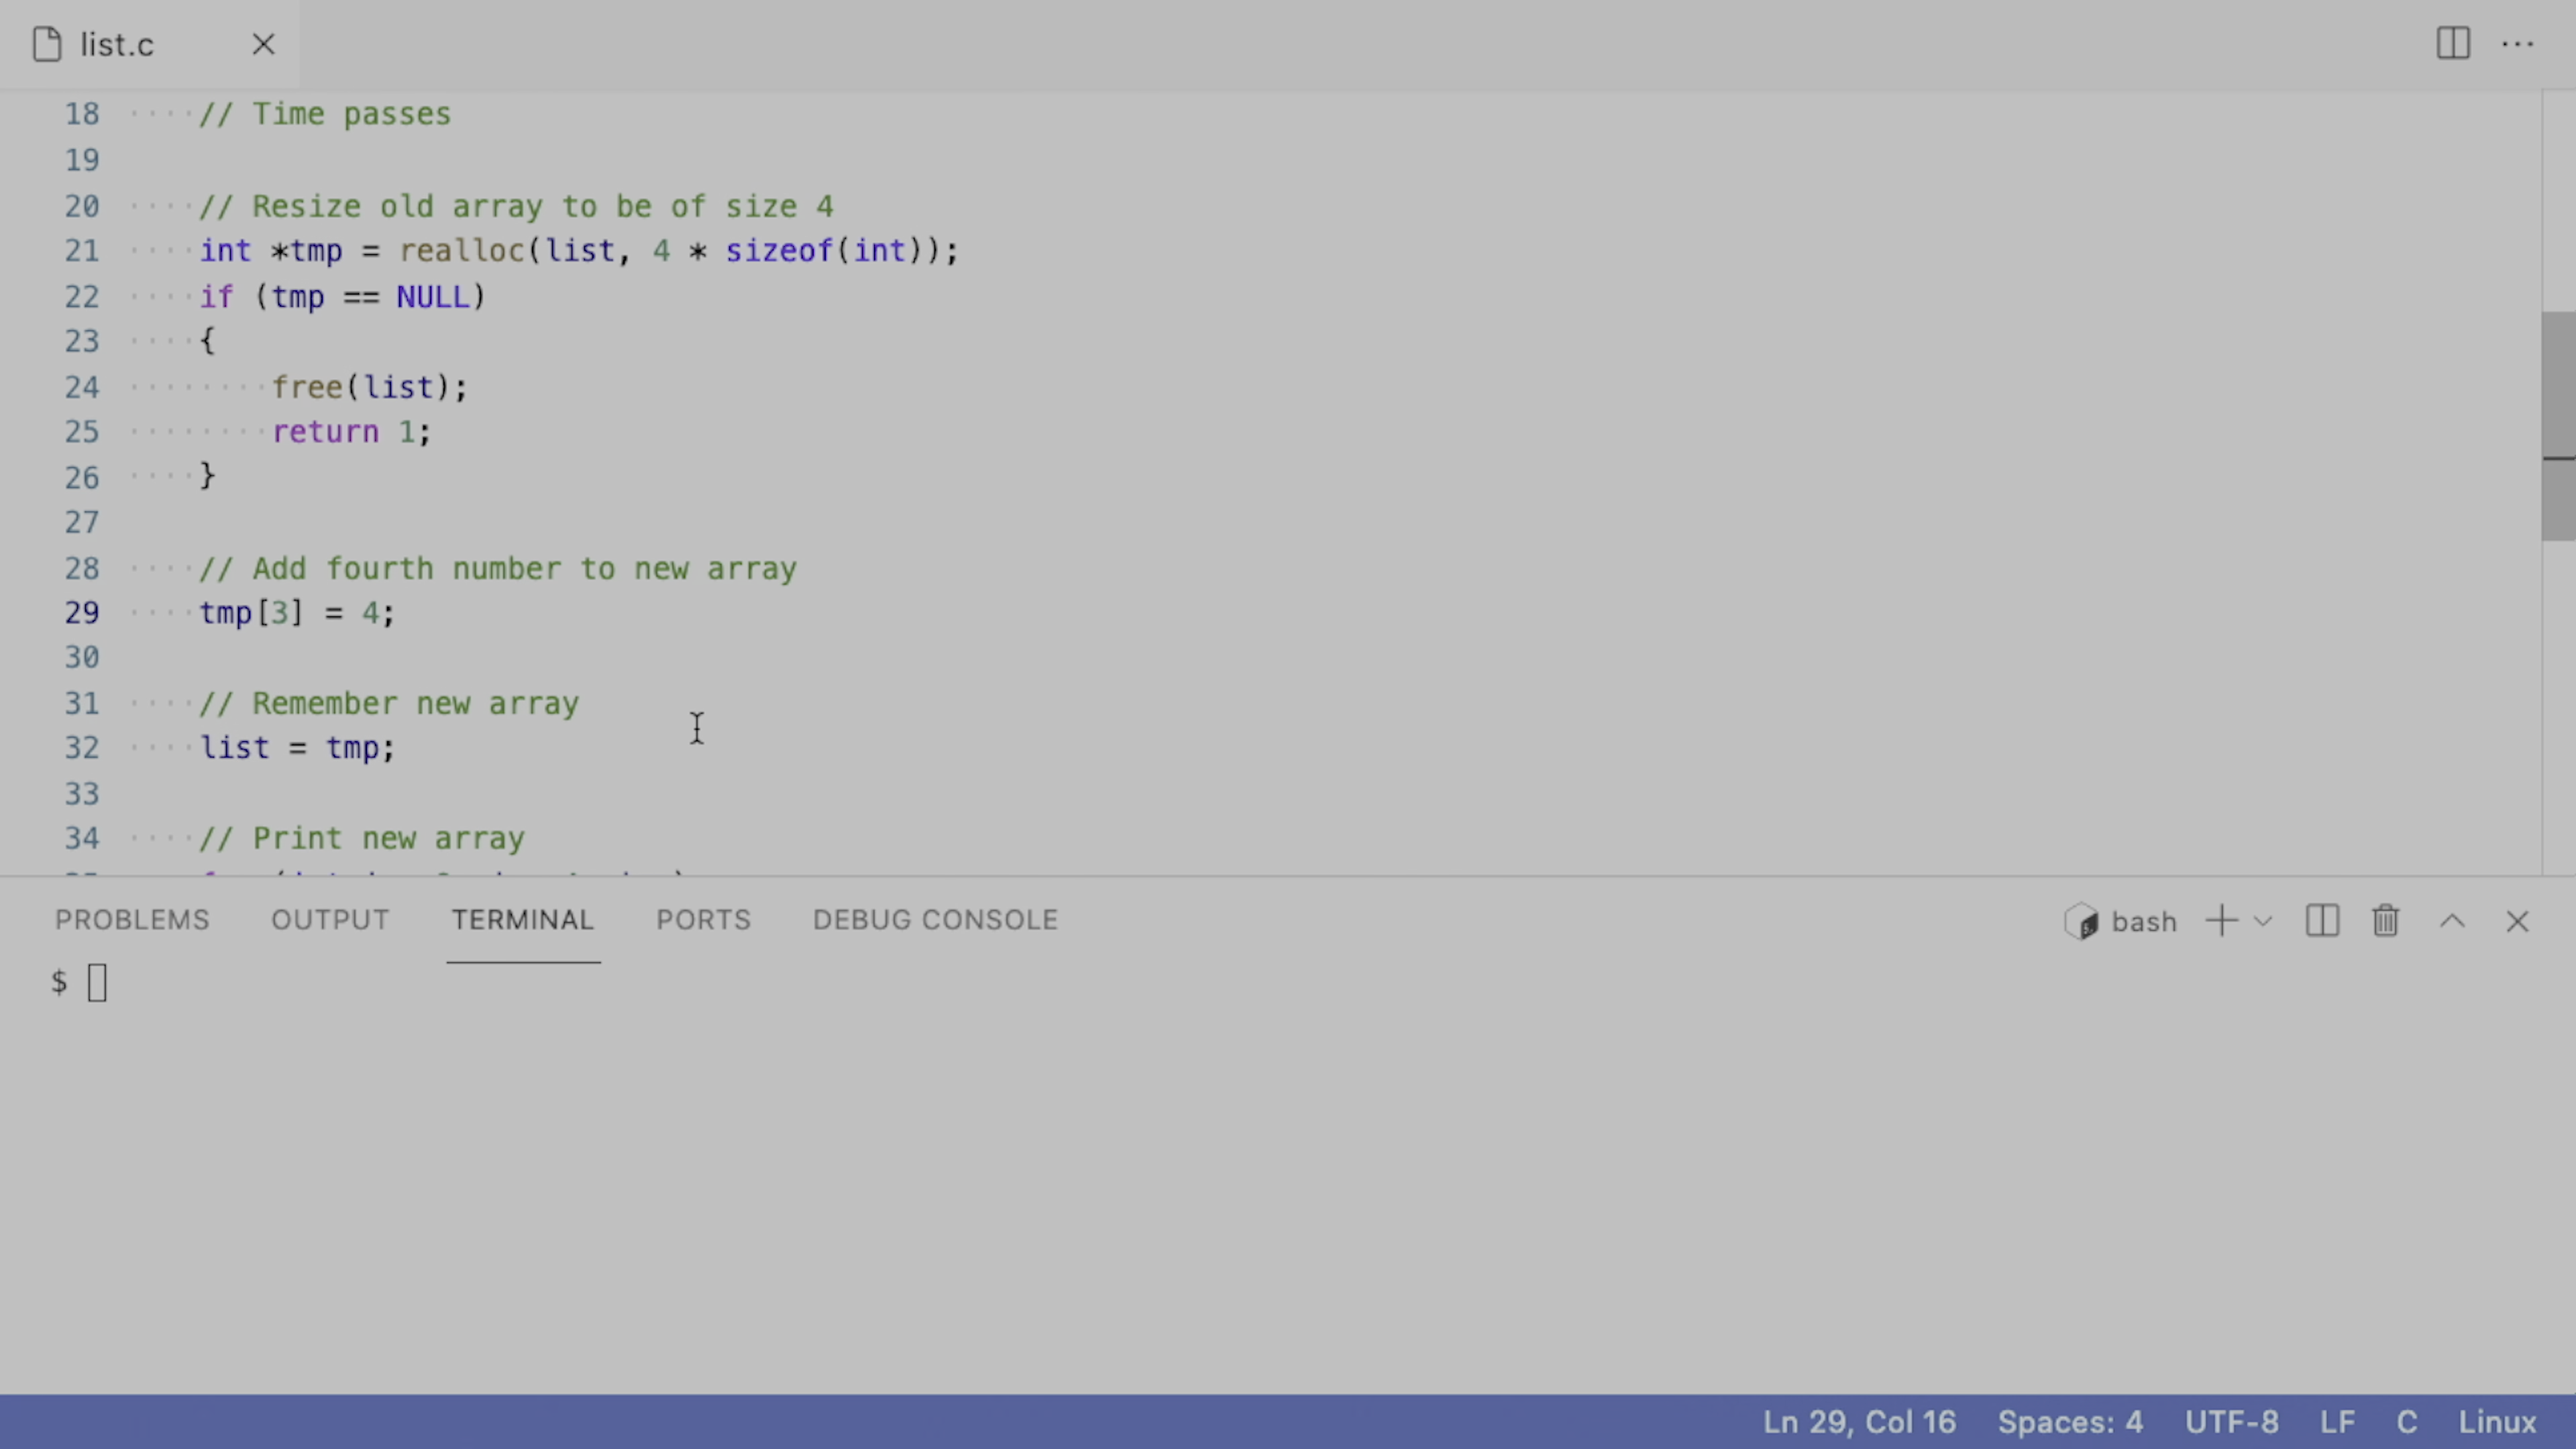 list.c
18     // Time passes
19
20     // Resize old array to be of size 4
21     int *tmp = realloc(list, 4 * sizeof(int));
22     if (tmp == NULL)
23     {
24         free(list);
25         return 1;
26     }
27
28     // Add fourth number to new array
29     tmp[3] = 4;
30
31     // Remember new array
32     list = tmp;
33
34     // Print new array
PROBLEMS OUTPUT TERMINAL PORTS DEBUG CONSOLE bash
$
Ln 29, Col 16 Spaces: 4 UTF-8 LF C Linux